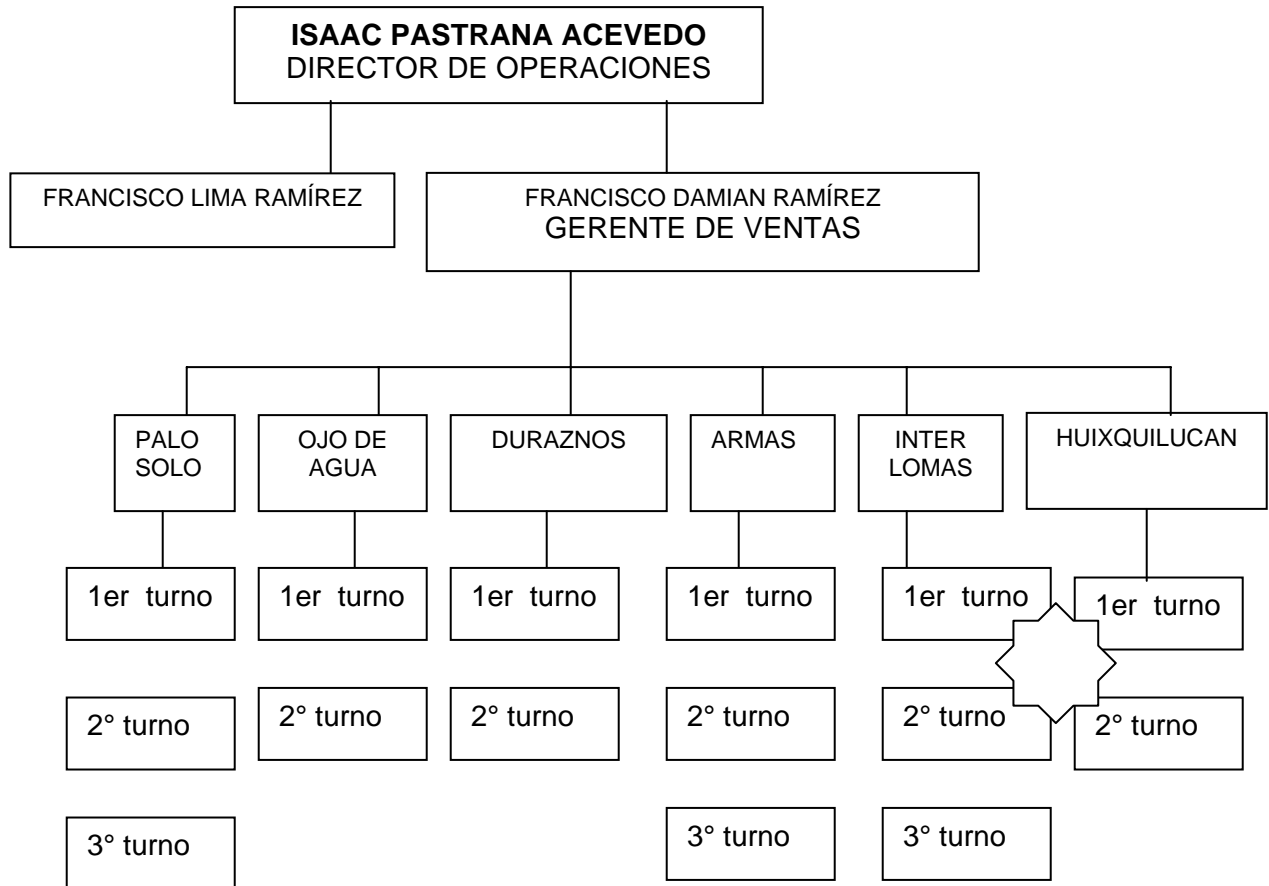 ISAAC PASTRANA ACEVEDO
DIRECTOR DE OPERACIONES
FRANCISCO LIMA RAMÍREZ
FRANCISCO DAMIAN RAMÍREZ
GERENTE DE VENTAS
PALO
SOLO
OJO DE
AGUA
DURAZNOS
ARMAS
INTER
LOMAS
HUIXQUILUCAN
1er turno
1er turno
1er turno
1er turno
1er turno
1er turno
2° turno
2° turno
2° turno
2° turno
2° turno
2° turno
3° turno
3° turno
3° turno